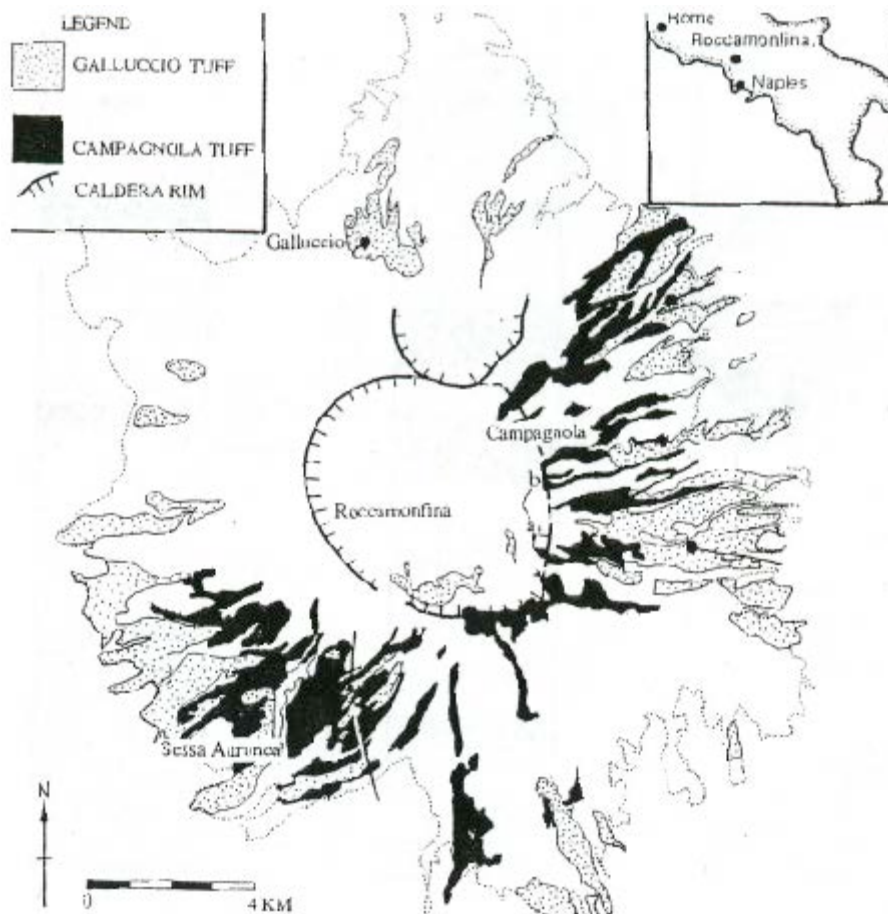 LEGEND
GALLUCCIO TUFF
CAMPAGNOLA TUFF
CALDERA RIM
Rome
Roccamonfina
Naples
Galluccio
Campagnola
b
Roccamonfina
a
Sessa Aurunca
N
0
4 KM